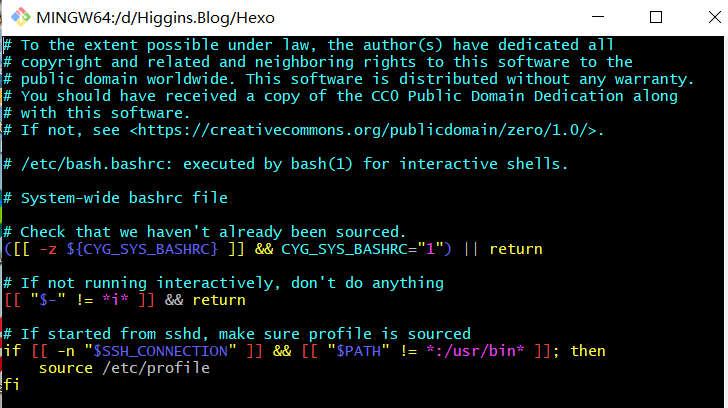 MINGW64:/d/Higgins.Blog/Hexo
# To the extent possible under law, the author(s) have dedicated all
# copyright and related and neighboring rights to this software to the
# public domain worldwide. This software is distributed without any warranty.
# You should have received a copy of the CC0 Public Domain Dedication along
# with this software.
# If not, see <https://creativecommons.org/publicdomain/zero/1.0/>.
# /etc/bash.bashrc: executed by bash(1) for interactive shells.
# System-wide bashrc file
# Check that we haven't already been sourced.
([[ -z ${CYG_SYS_BASHRC} ]] && CYG_SYS_BASHRC="1") || return
# If not running interactively, don't do anything
[[ "$-" != *i* ]] && return
# If started from sshd, make sure profile is sourced
if [[ -n "$SSH_CONNECTION" ]] && [[ "$PATH" != *:/usr/bin* ]]; then
    source /etc/profile
fi